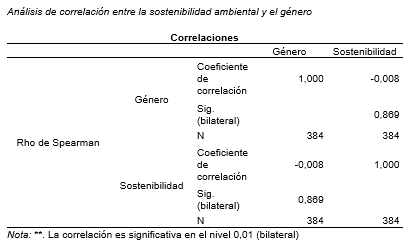 Análisis de correlación entre la sostenibilidad ambiental y el género
Correlaciones
Género Sostenibilidad
Rho de Spearman
Género
Coeficiente de correlación 1,000 -0,008
Sig. (bilateral) 0,869
N 384 384
Sostenibilidad
Coeficiente de correlación -0,008 1,000
Sig. (bilateral) 0,869
N 384 384
Nota: **. La correlación es significativa en el nivel 0,01 (bilateral)